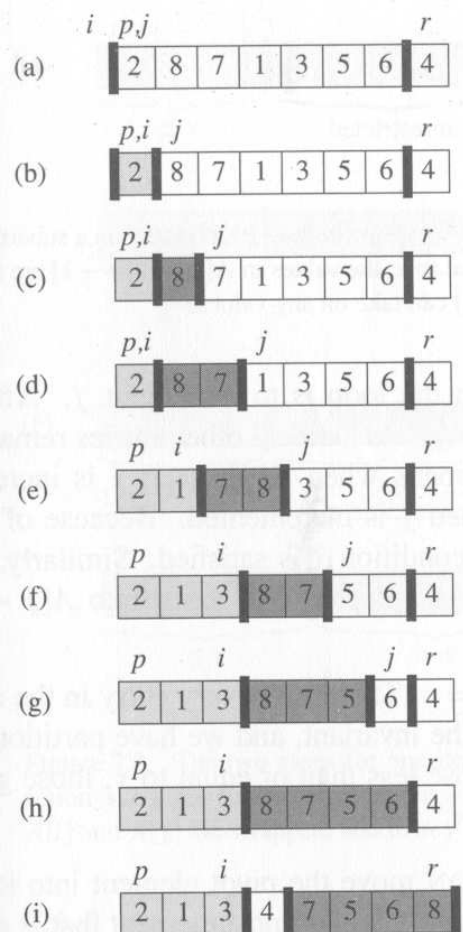 i p,j r
(a) 2 8 7 1 3 5 6 4
p,i j r
(b) 2 8 7 1 3 5 6 4
p,i j r
(c) 2 8 7 1 3 5 6 4
p,i j r
(d) 2 8 7 1 3 5 6 4
p i j r
(e) 2 1 7 8 3 5 6 4
p i j r
(f) 2 1 3 8 7 5 6 4
p i j r
(g) 2 1 3 8 7 5 6 4
p i r
(h) 2 1 3 8 7 5 6 4
p i r
(i) 2 1 3 4 7 5 6 8